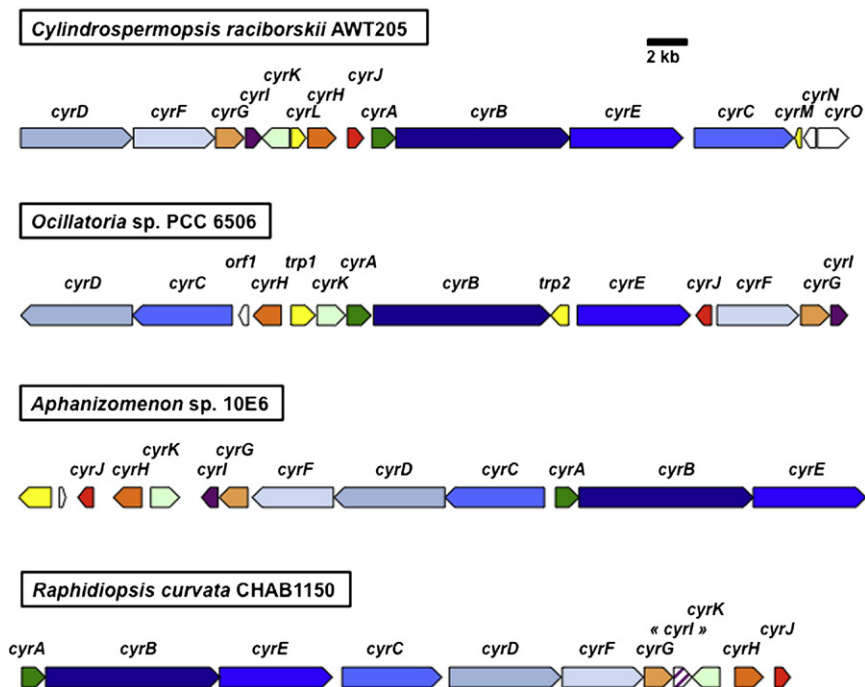 Cylindrospermopsis raciborskii AWT205
2 kb
cyrJ
cyrK
cyrN
cyrI
cyrH
cyrD
cyrF
cyrG
cyrL
cyrA
cyrB
cyrE
cyrC
cyrM
cyrO
Ocillatoria sp. PCC 6506
orf1
trp1
cyrA
cyrI
cyrD
cyrC
cyrH
cyrK
cyrB
trp2
cyrE
cyrJ
cyrF
cyrG
Aphanizomenon sp. 10E6
cyrK
cyrG
cyrJ
cyrH
cyrI
cyrF
cyrD
cyrC
cyrA
cyrB
cyrE
Raphidiopsis curvata CHAB1150
cyrK
« cyrI »
cyrJ
cyrA
cyrB
cyrE
cyrC
cyrD
cyrF
cyrG
cyrH